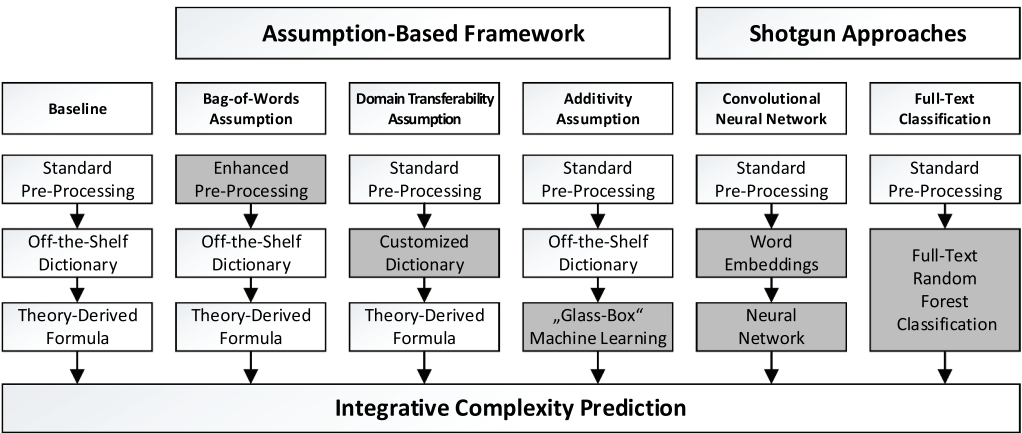 Assumption-Based Framework
Shotgun Approaches
Baseline
Bag-of-Words
Assumption
Domain Transferability
Assumption
Additivity
Assumption
Convolutional
Neural Network
Full-Text
Classification
Standard
Pre-Processing
Enhanced
Pre-Processing
Standard
Pre-Processing
Standard
Pre-Processing
Standard
Pre-Processing
Standard
Pre-Processing
Off-the-Shelf
Dictionary
Off-the-Shelf
Dictionary
Customized
Dictionary
Off-the-Shelf
Dictionary
Word
Embeddings
Full-Text
Random
Forest
Classification
Theory-Derived
Formula
Theory-Derived
Formula
Theory-Derived
Formula
„Glass-Box“
Machine Learning
Neural
Network
Integrative Complexity Prediction